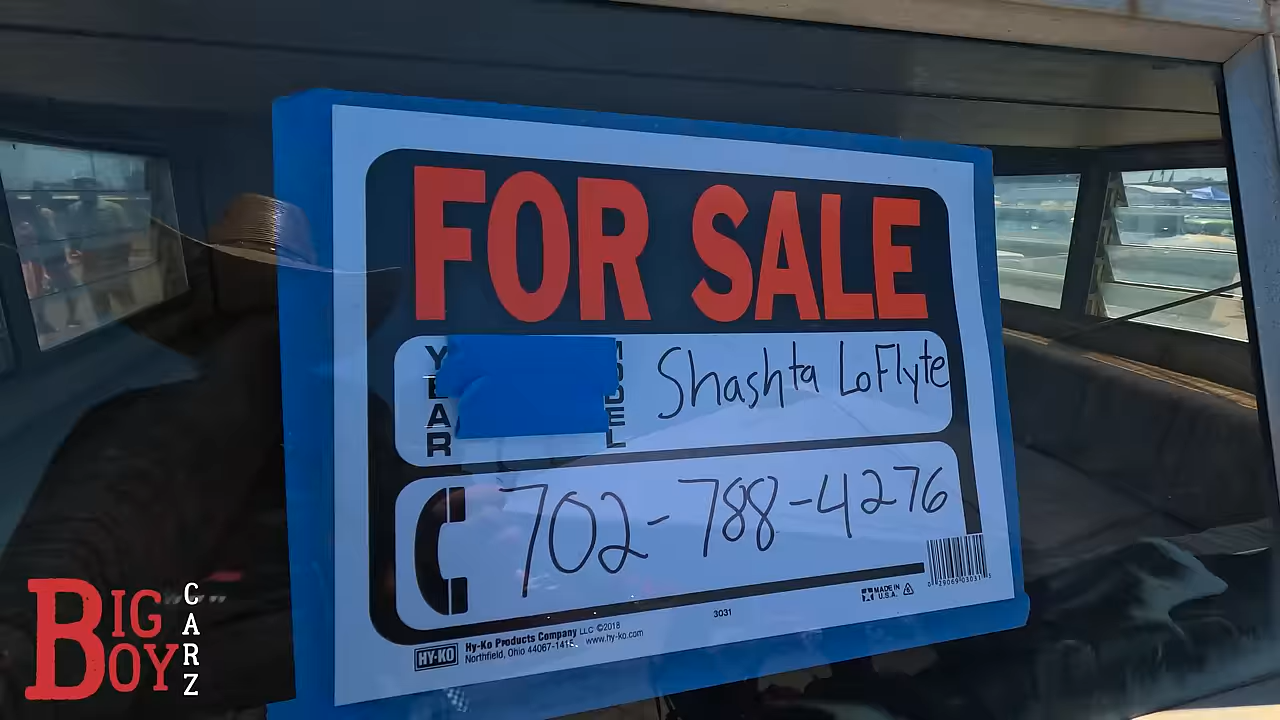 FOR SALE
YEAR
MODEL
Shashta LoFlyte
702-788-4276
MADE IN
U.S.A.
3031
HY-KO
Hy-Ko Products Company LLC ©2018
Northfield, Ohio 44067-1415
www.hy-ko.com
BIG
BOY
CARZ